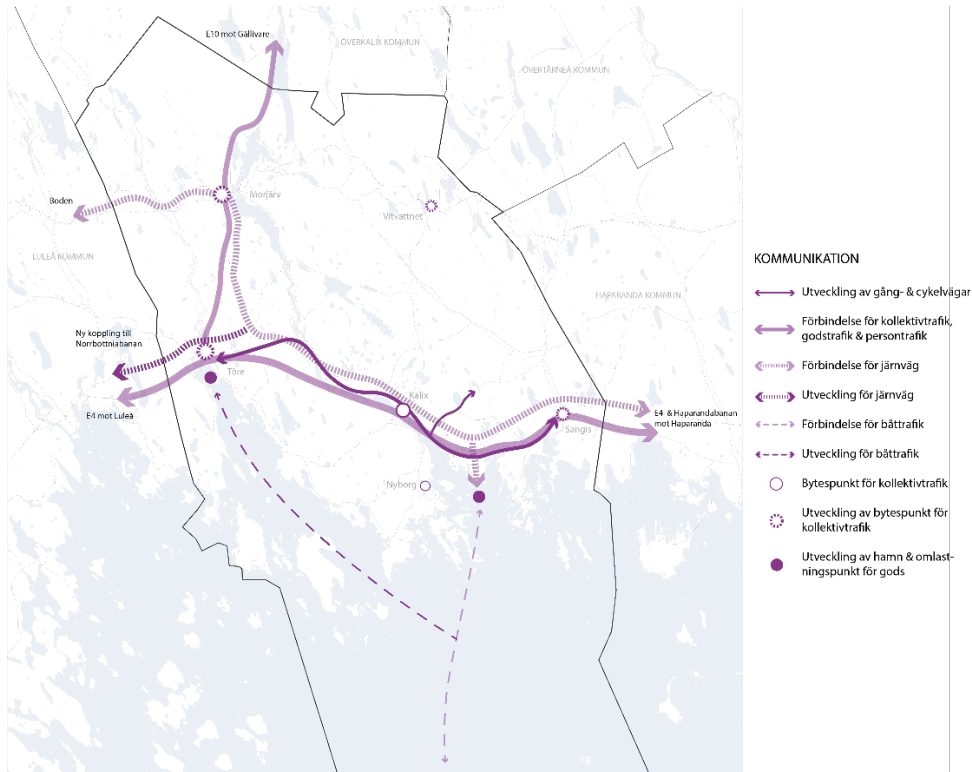 E10 mot Gällivare
ÖVERKALIX KOMMUN
ÖVERTÅRNEÅ KOMMUN
Morjärv
Boden
Vitvattnet
LULEÅ KOMMUN
HAPARANDA KOMMUN
Ny koppling till
Norrbottniabanan
Töre
Kalix
E4 mot Luleå
E4- & Haparandabanan
mot Haparanda
Sangis
Nyborg
KOMMUNIKATION
Utveckling av gång- & cykelvägar
Förbindelse för kollektivtrafik,
godstrafik & persontrafik
Förbindelse för järnväg
Utveckling för järnväg
Förbindelse för båttrafik
Utveckling för båttrafik
Bytespunkt för kollektivtrafik
Utveckling av bytespunkt för
kollektivtrafik
Utveckling av hamn & omlast-
ningspunkt för gods